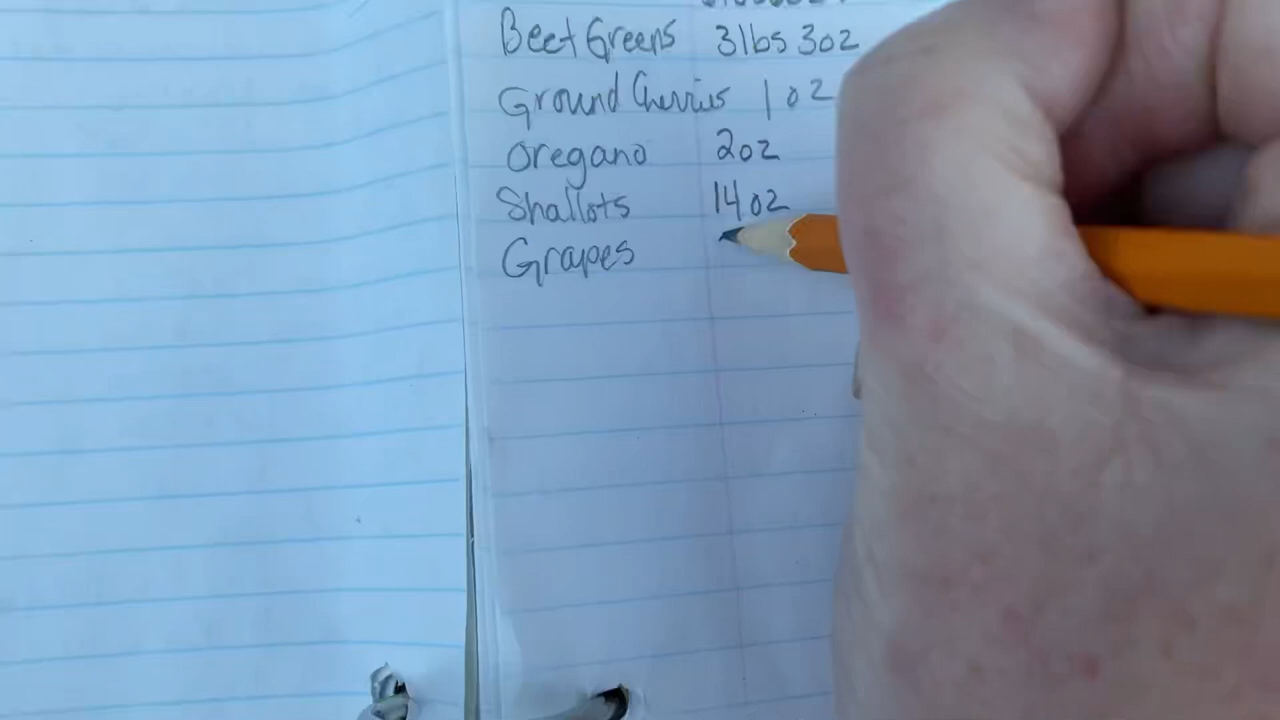 Beet Greens 3lbs 3oz
Ground Cherries 1oz
Oregano 2oz
Shallots 14oz
Grapes